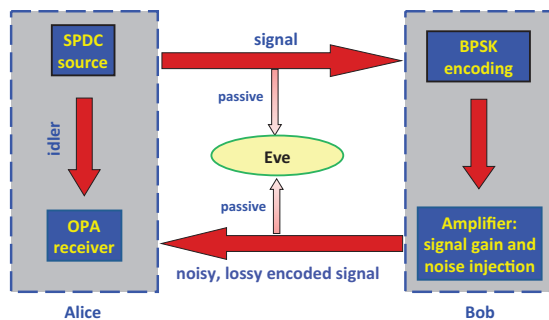 SPDC
source
signal
BPSK
encoding
passive
idler
Eve
passive
OPA
receiver
Amplifier:
signal gain and
noise injection
noisy, lossy encoded signal
Alice
Bob